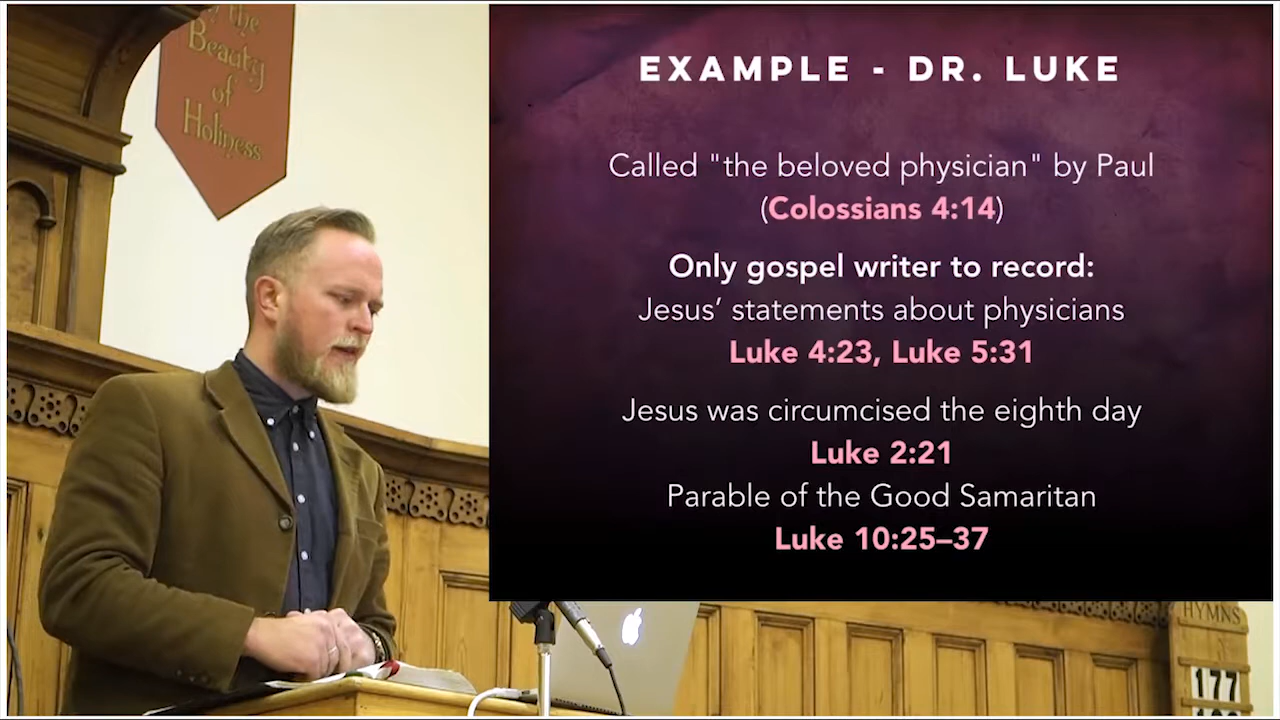 the
Beauty
of
Holiness
EXAMPLE - DR. LUKE
Called "the beloved physician" by Paul
(Colossians 4:14)
Only gospel writer to record:
Jesus’ statements about physicians
Luke 4:23, Luke 5:31
Jesus was circumcised the eighth day
Luke 2:21
Parable of the Good Samaritan
Luke 10:25–37
HYMNS
177